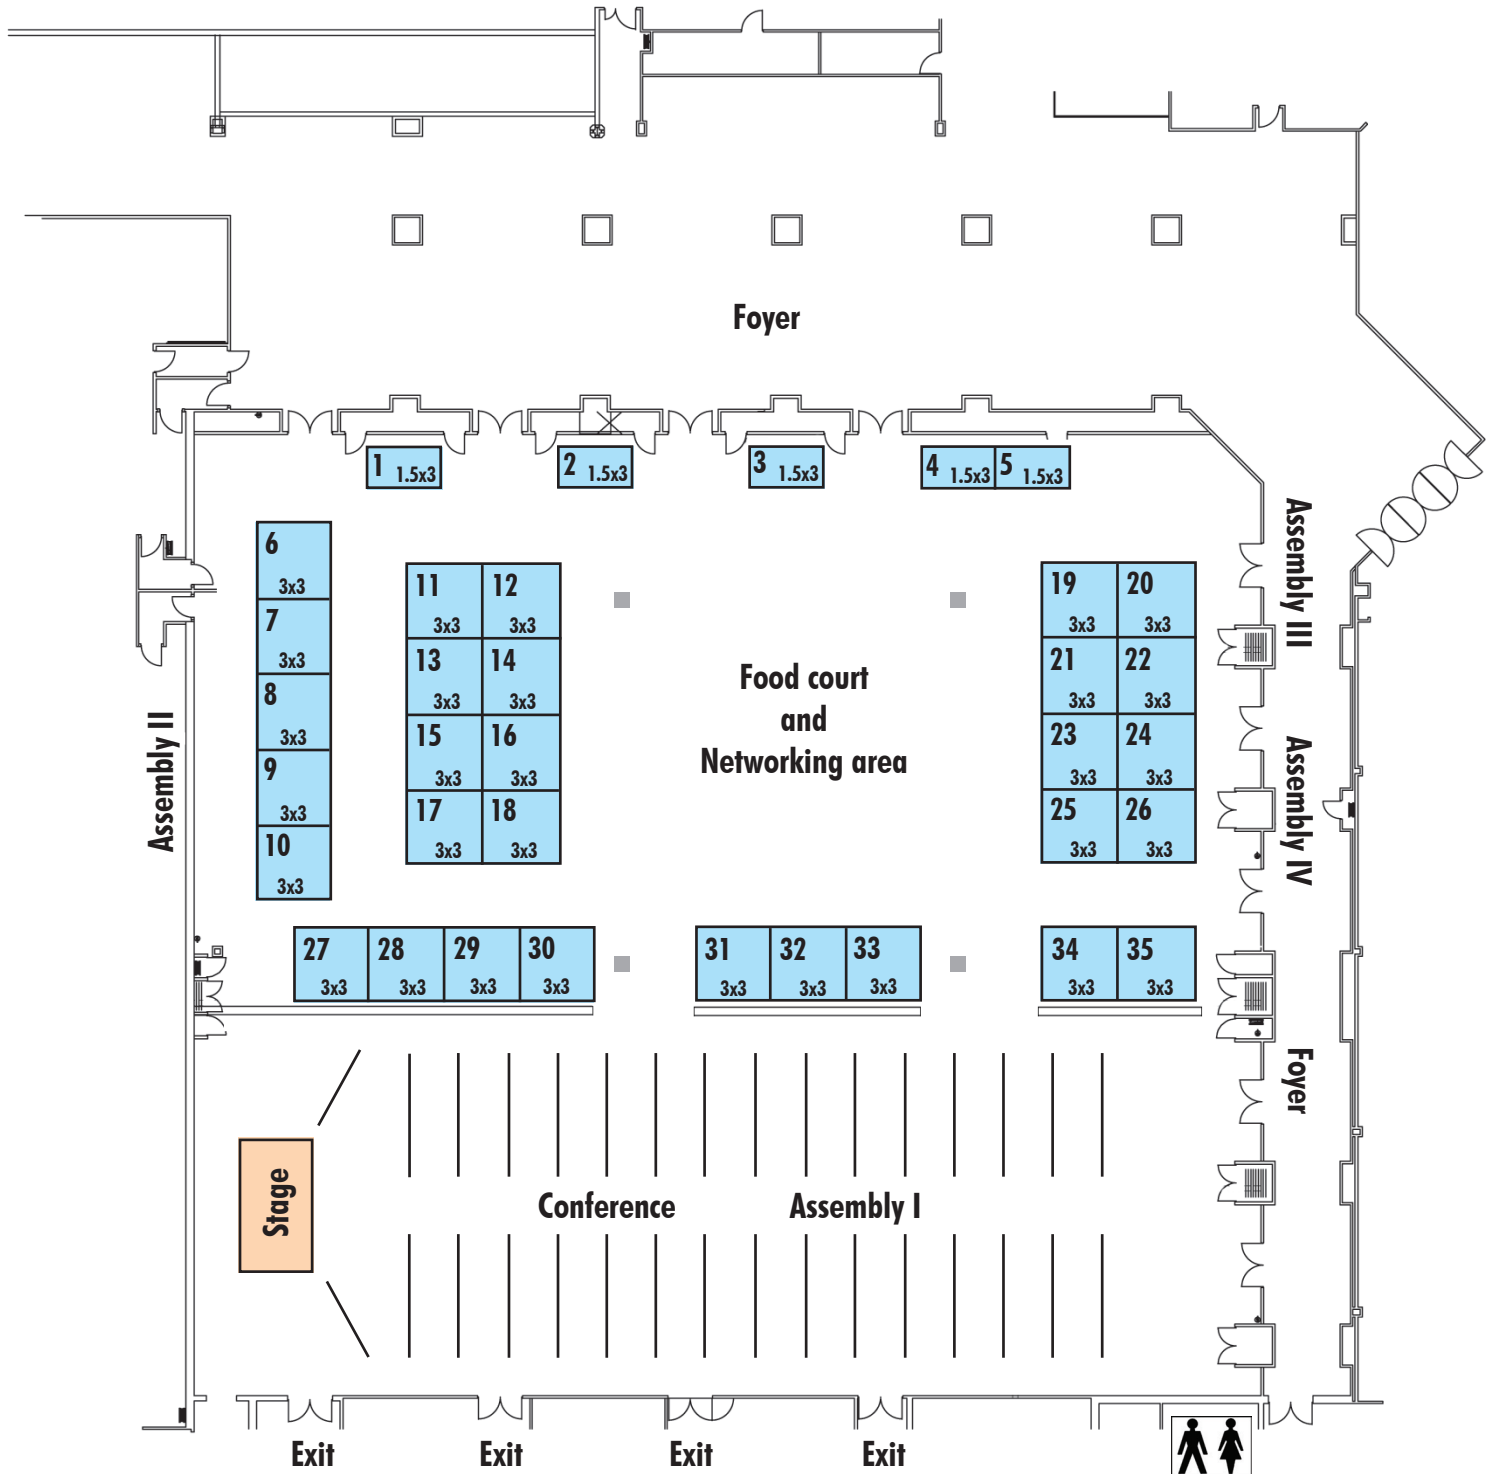 Foyer
1 1.5x3
2 1.5x3
3 1.5x3
4 1.5x3
5 1.5x3
6
3x3
7
3x3
8
3x3
9
3x3
10
3x3
11
3x3
12
3x3
13
3x3
14
3x3
15
3x3
16
3x3
17
3x3
18
3x3
Food court
and
Networking area
19
3x3
20
3x3
21
3x3
22
3x3
23
3x3
24
3x3
25
3x3
26
3x3
Assembly II
Assembly III
Assembly IV
Foyer
27
3x3
28
3x3
29
3x3
30
3x3
31
3x3
32
3x3
33
3x3
34
3x3
35
3x3
Stage
Conference
Assembly I
Exit
Exit
Exit
Exit